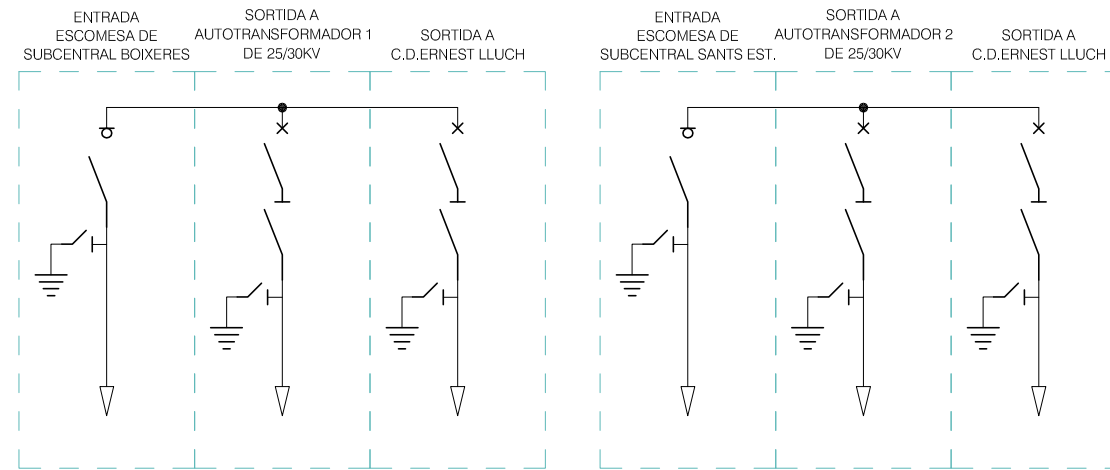 ENTRADA
ESCOMESA DE
SUBCENTRAL BOIXERES
SORTIDA A
AUTOTRANSFORMADOR 1
DE 25/30KV
SORTIDA A
C.D.ERNEST LLUCH
ENTRADA
ESCOMESA DE
SUBCENTRAL SANTS EST.
SORTIDA A
AUTOTRANSFORMADOR 2
DE 25/30KV
SORTIDA A
C.D.ERNEST LLUCH